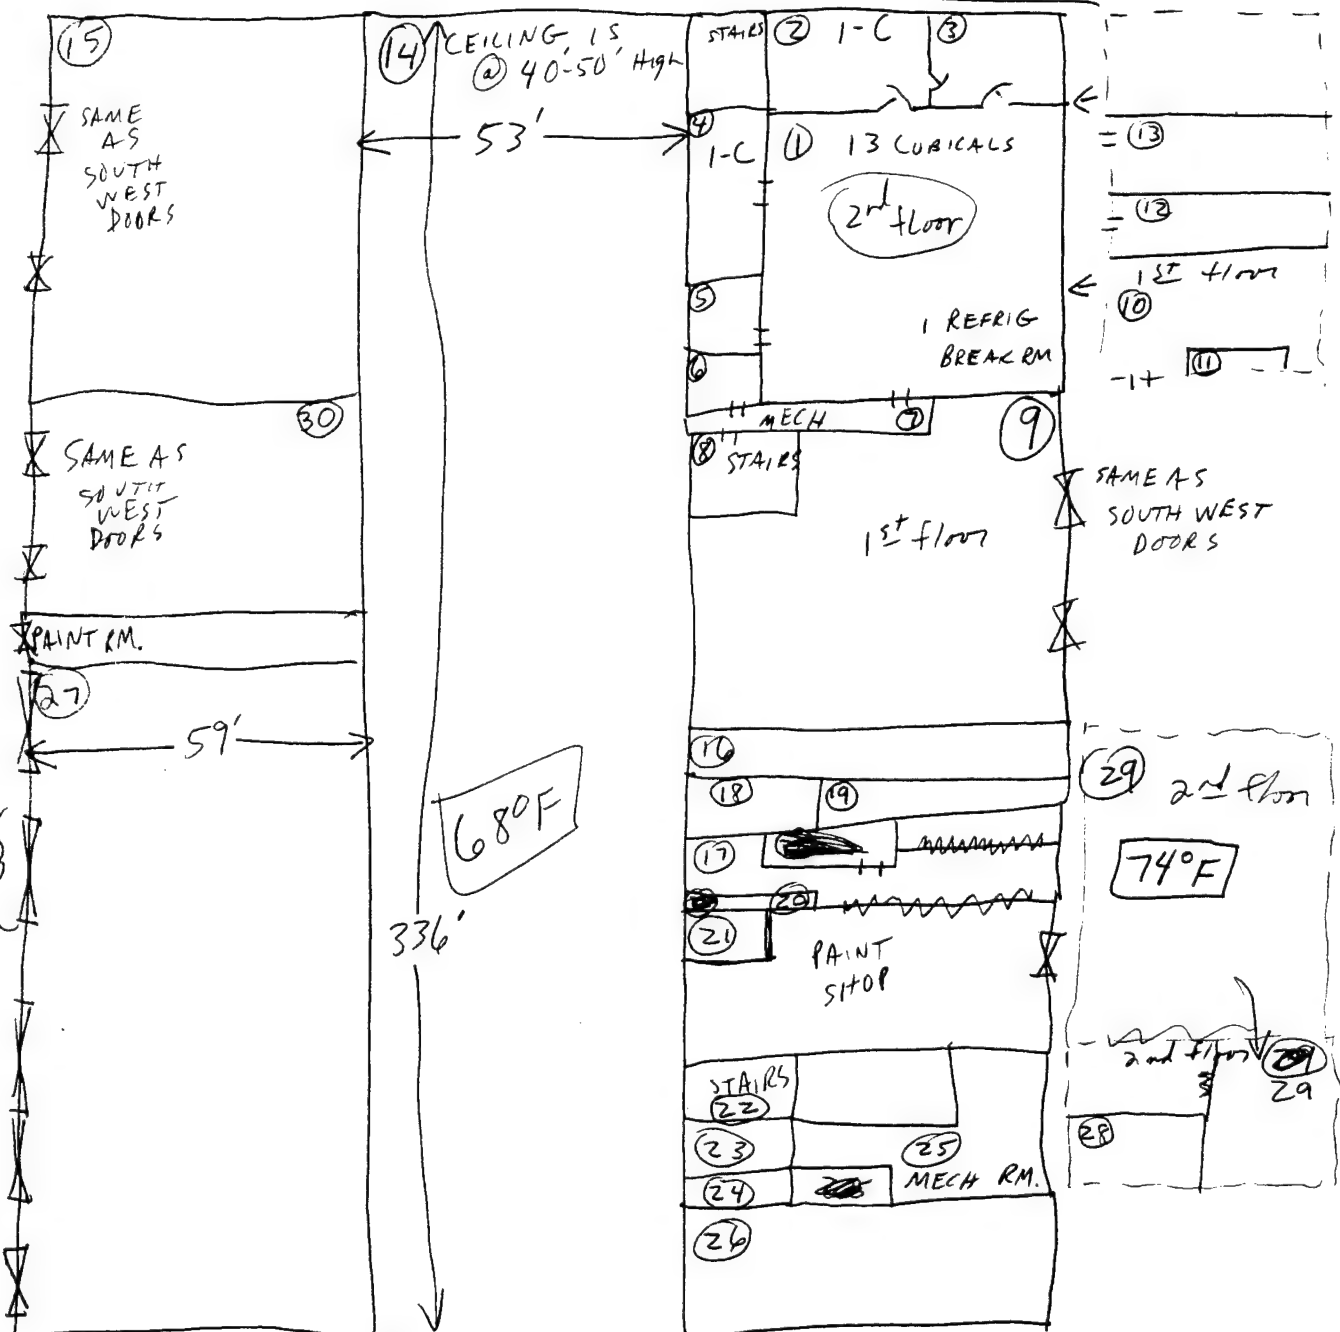 15
SAME
AS
SOUTH
WEST
DOORS
14
CEILING IS
@ 40'-50' High
53'
STAIRS
2
1-C
3
4
1-C
1
13 CUBICALS
2nd floor
5
6
1 REFRIG
BREAK RM
13
12
1st floor
10
11
30
SAME AS
SOUTH
WEST
DOORS
MECH
7
8
STAIRS
9
1st floor
SAME AS
SOUTH WEST
DOORS
PAINT RM.
27
59'
68°F
336'
16
18
19
17
20
21
PAINT
SHOP
29
2nd floor
74°F
2nd floor
29
28
STAIRS
22
23
24
25
MECH RM.
26